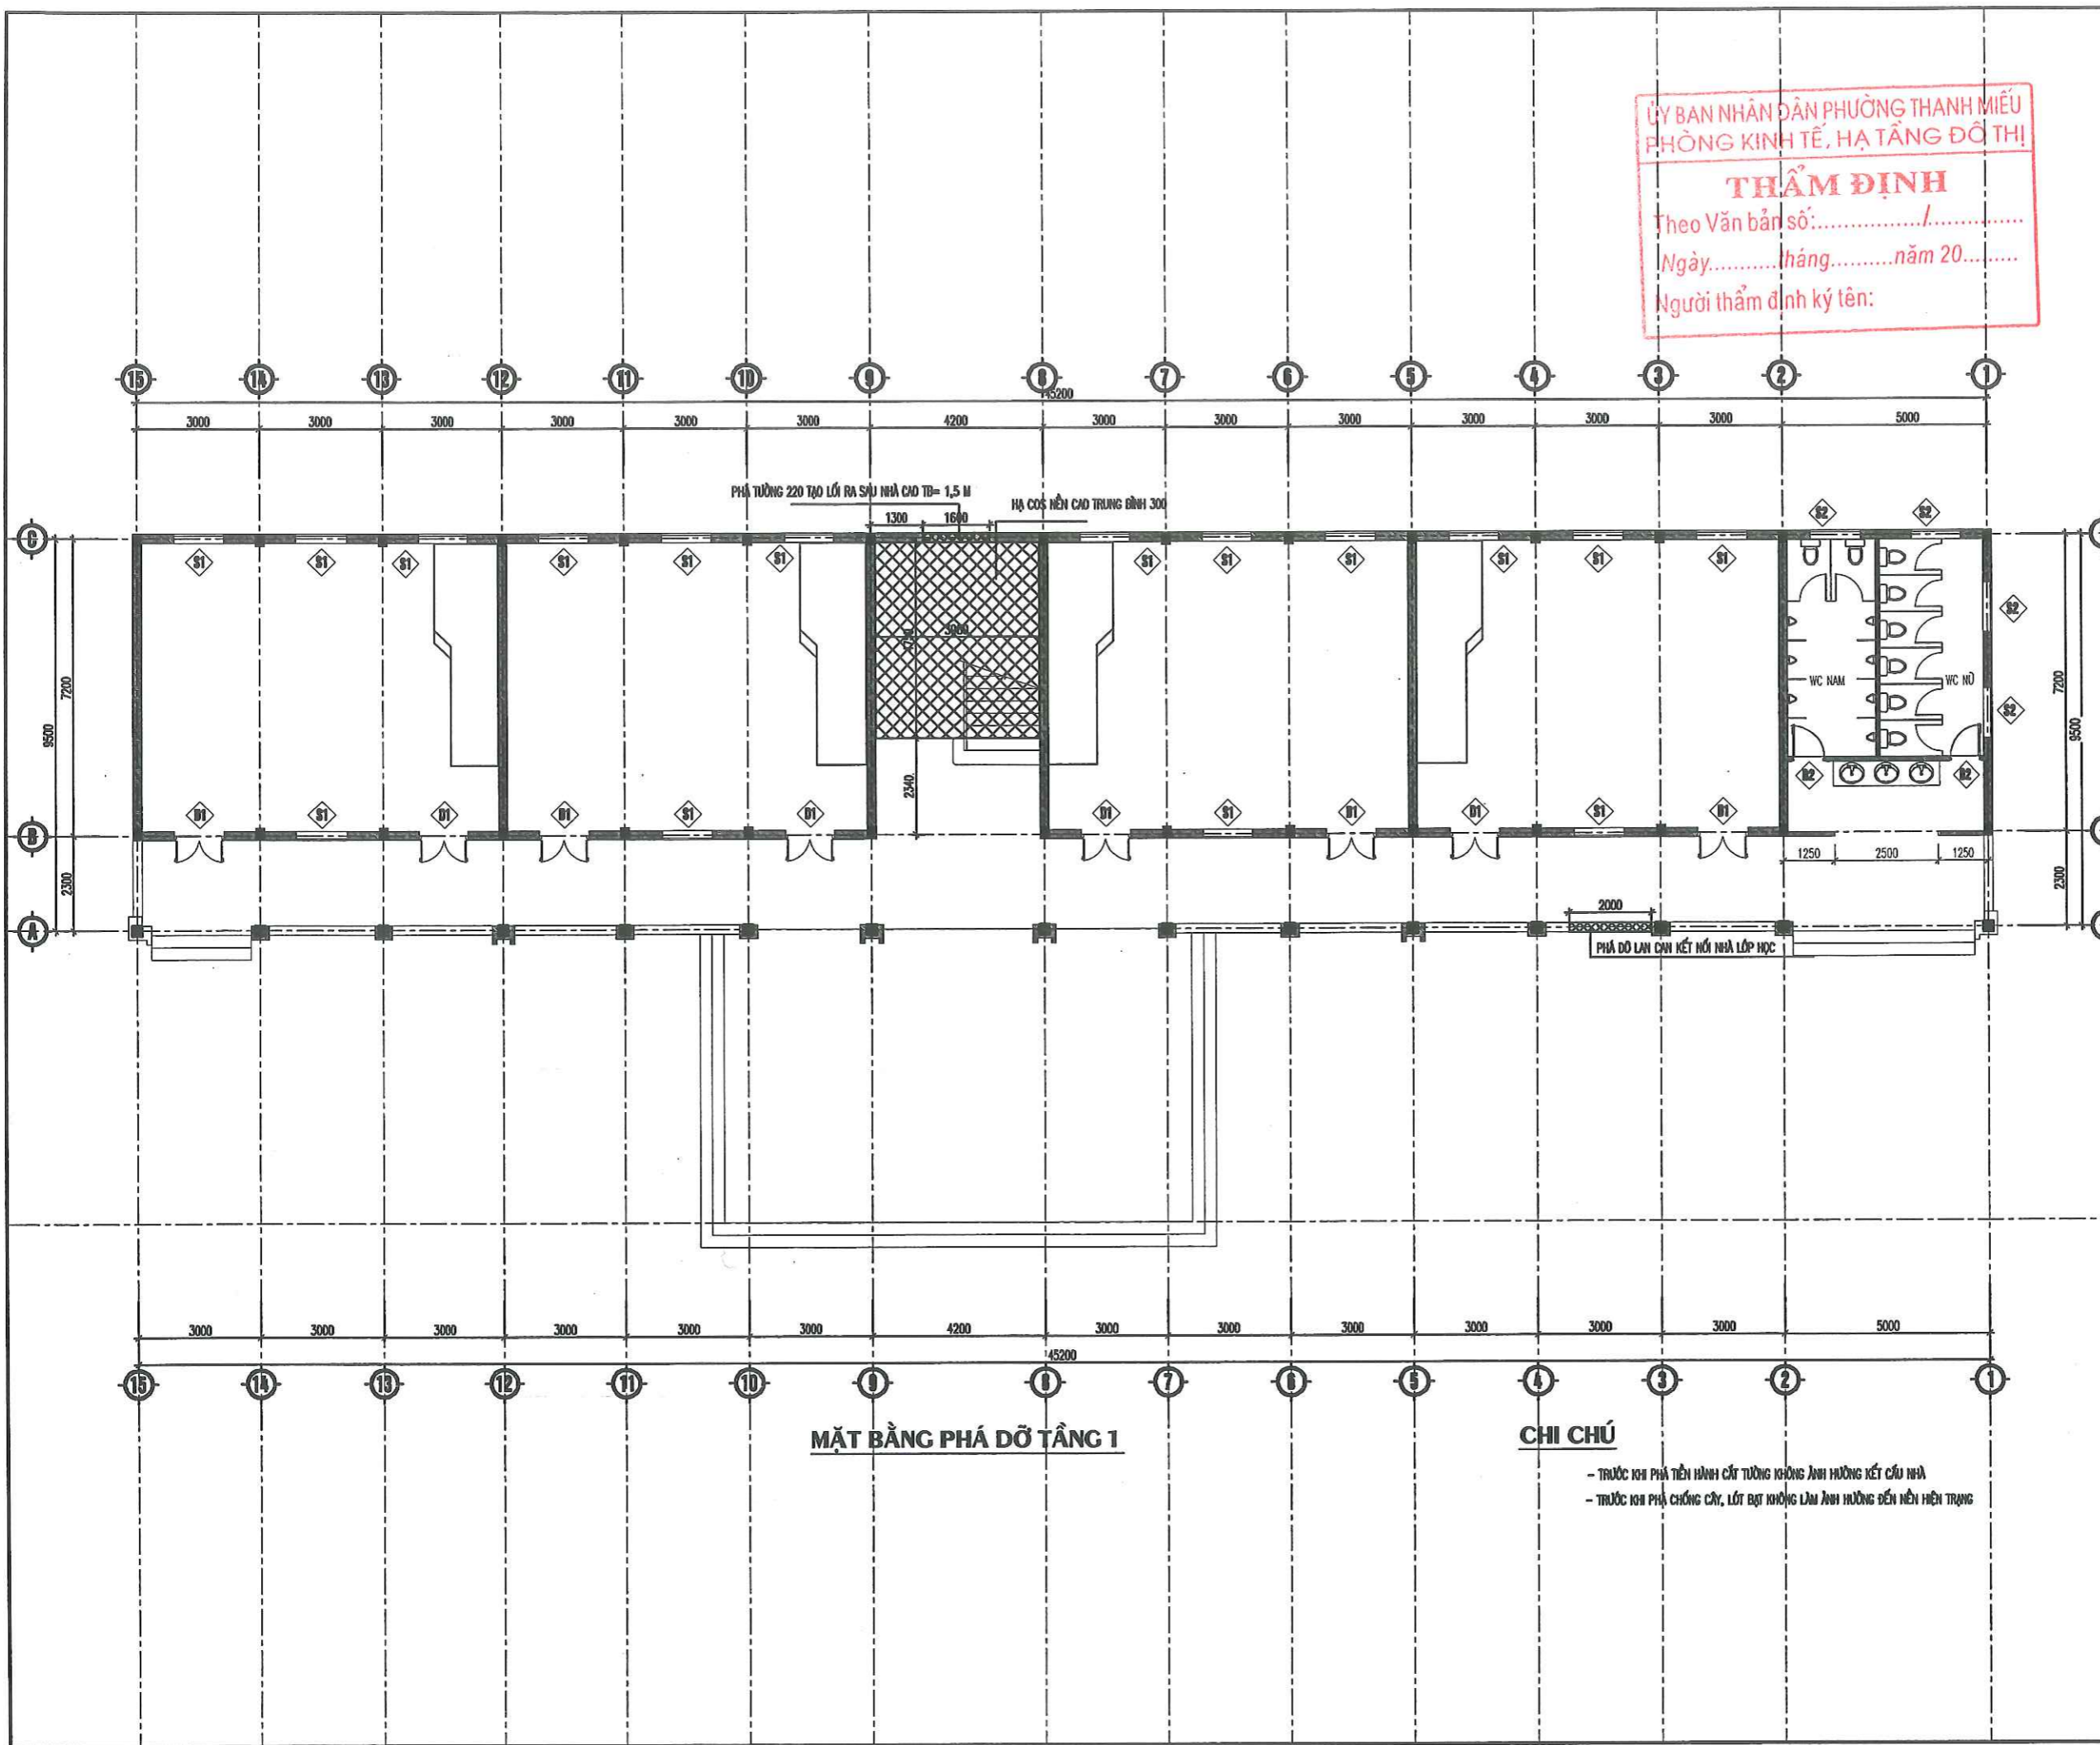 ỦY BAN NHÂN DÂN PHƯỜNG THANH MIẾU
PHÒNG KINH TẾ, HẠ TẦNG ĐÔ THỊ
THẨM ĐỊNH
Theo Văn bản số:................/...............
Ngày...........tháng..........năm 20.........
Người thẩm định ký tên:
15 14 13 12 11 10 9 8 7 6 5 4 3 2 1
45200
3000 3000 3000 3000 3000 3000 4200 3000 3000 3000 3000 3000 3000 5000
PHÁ TƯỜNG 220 TẠO LỐI RA SAU NHÀ CAO TB= 1,5 M
HẠ COS NỀN CAO TRUNG BÌNH 300
1300 1600
S2 S2
C
S1 S1 S1 S1 S1 S1 S1 S1 S1 S1 S1 S1
S2
3980
7200 9500
WC NAM WC NỮ
7200 9500
S2
2340
D2 D2
D1 S1 D1 D1 S1 D1 D1 S1 D1 D1 S1 D1
B
1250 2500 1250
2300 2300
2000
A
PHÁ DỠ LAN CAN KẾT NỐI NHÀ LỚP HỌC
3000 3000 3000 3000 3000 3000 4200 3000 3000 3000 3000 3000 3000 5000
45200
15 14 13 12 11 10 9 8 7 6 5 4 3 2 1
MẶT BẰNG PHÁ DỠ TẦNG 1
CHI CHÚ
- TRƯỚC KHI PHÁ TIẾN HÀNH CẮT TƯỜNG KHÔNG ẢNH HƯỞNG KẾT CẤU NHÀ
- TRƯỚC KHI PHÁ CHỐNG CÂY, LÓT BẠT KHÔNG LÀM ẢNH HƯỞNG ĐẾN NỀN HIỆN TRẠNG